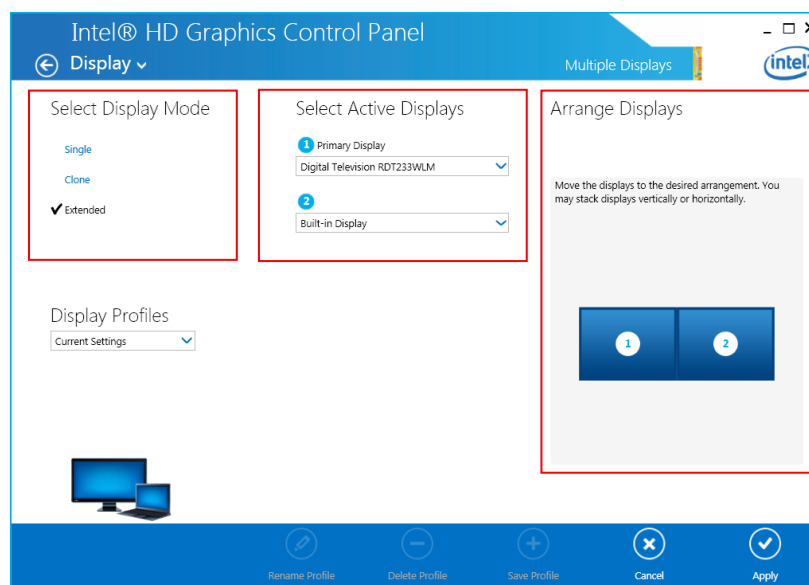 Intel® HD Graphics Control Panel
Display
Multiple Displays
intel
Select Display Mode
Single
Clone
Extended
Select Active Displays
1 Primary Display
Digital Television RDT233WLM
2
Built-in Display
Arrange Displays
Move the displays to the desired arrangement. You
may stack displays vertically or horizontally.
1 2
Display Profiles
Current Settings
Rename Profile Delete Profile Save Profile Cancel Apply